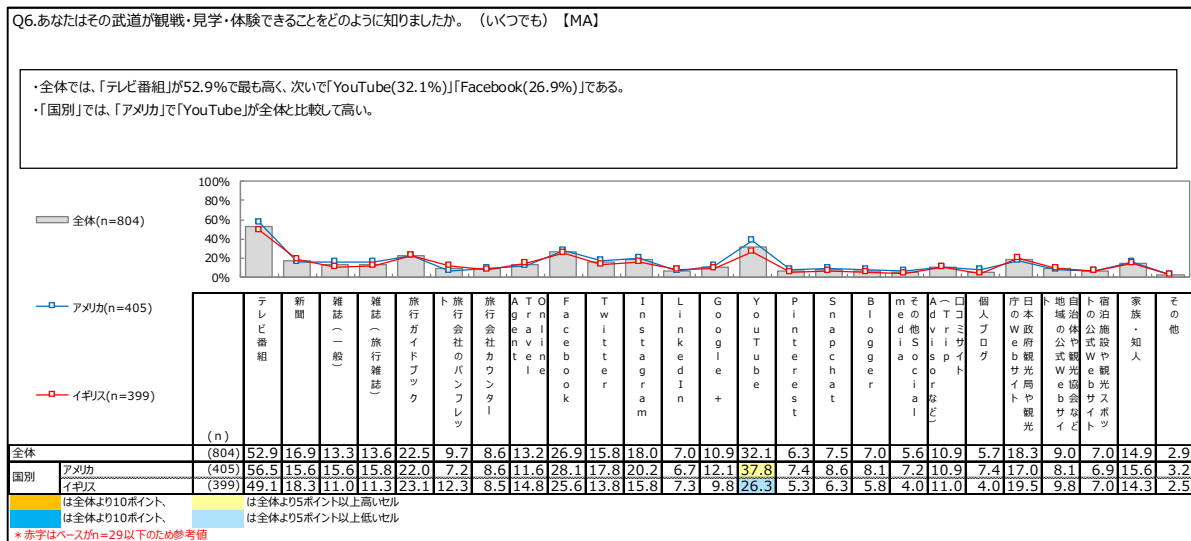 Q6.あなたはその武道が観戦・見学・体験できることをどのように知りましたか。（いくつでも）【MA】
・全体では、「テレビ番組」が52.9%で最も高く、次いで「YouTube(32.1%)」「Facebook(26.9%)」である。
・「国別」では、「アメリカ」で「YouTube」が全体と比較して高い。
100%
80%
60%
40%
20%
0%
全体(n=804)
アメリカ(n=405)
イギリス(n=399)
(n)
テレビ番組
新聞
雑誌（一般）
雑誌（旅行雑誌）
旅行ガイドブック
旅行会社のパンフレット
旅行会社カウンター
Online Travel Agent
Facebook
Twitter
Instagram
LinkedIn
Google +
YouTube
Pinterest
Snapchat
Blogger
その他Social media
口コミサイト（Trip Advisorなど）
個人ブログ
日本政府観光局や観光庁のWebサイト
自治体や観光協会など地域の公式Webサイト
宿泊施設や観光スポットの公式Webサイト
家族・知人
その他
全体 (804) 52.9 16.9 13.3 13.6 22.5 9.7 8.6 13.2 26.9 15.8 18.0 7.0 10.9 32.1 6.3 7.5 7.0 5.6 10.9 5.7 18.3 9.0 7.0 14.9 2.9
国別
アメリカ (405) 56.5 15.6 15.6 15.8 22.0 7.2 8.6 11.6 28.1 17.8 20.2 6.7 12.1 37.8 7.4 8.6 8.1 7.2 10.9 7.4 17.0 8.1 6.9 15.6 3.2
イギリス (399) 49.1 18.3 11.0 11.3 23.1 12.3 8.5 14.8 25.6 13.8 15.8 7.3 9.8 26.3 5.3 6.3 5.8 4.0 11.0 4.0 19.5 9.8 7.0 14.3 2.5
は全体より10ポイント、 は全体より5ポイント以上高いセル
は全体より10ポイント、 は全体より5ポイント以上低いセル
＊赤字はベースがn=29以下のため参考値